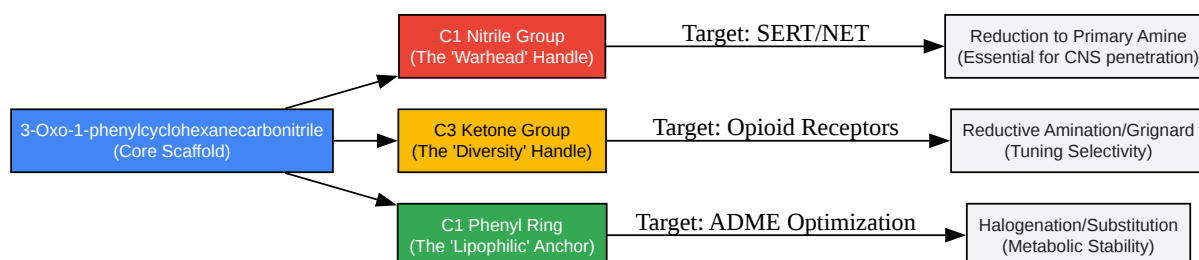 C1 Nitrile Group
(The 'Warhead' Handle)
Target: SERT/NET
Reduction to Primary Amine
(Essential for CNS penetration)
3-Oxo-1-phenylcyclohexanecarbonitrile
(Core Scaffold)
C3 Ketone Group
(The 'Diversity' Handle)
Target: Opioid Receptors
Reductive Amination/Grignard
(Tuning Selectivity)
C1 Phenyl Ring
(The 'Lipophilic' Anchor)
Target: ADME Optimization
Halogenation/Substitution
(Metabolic Stability)